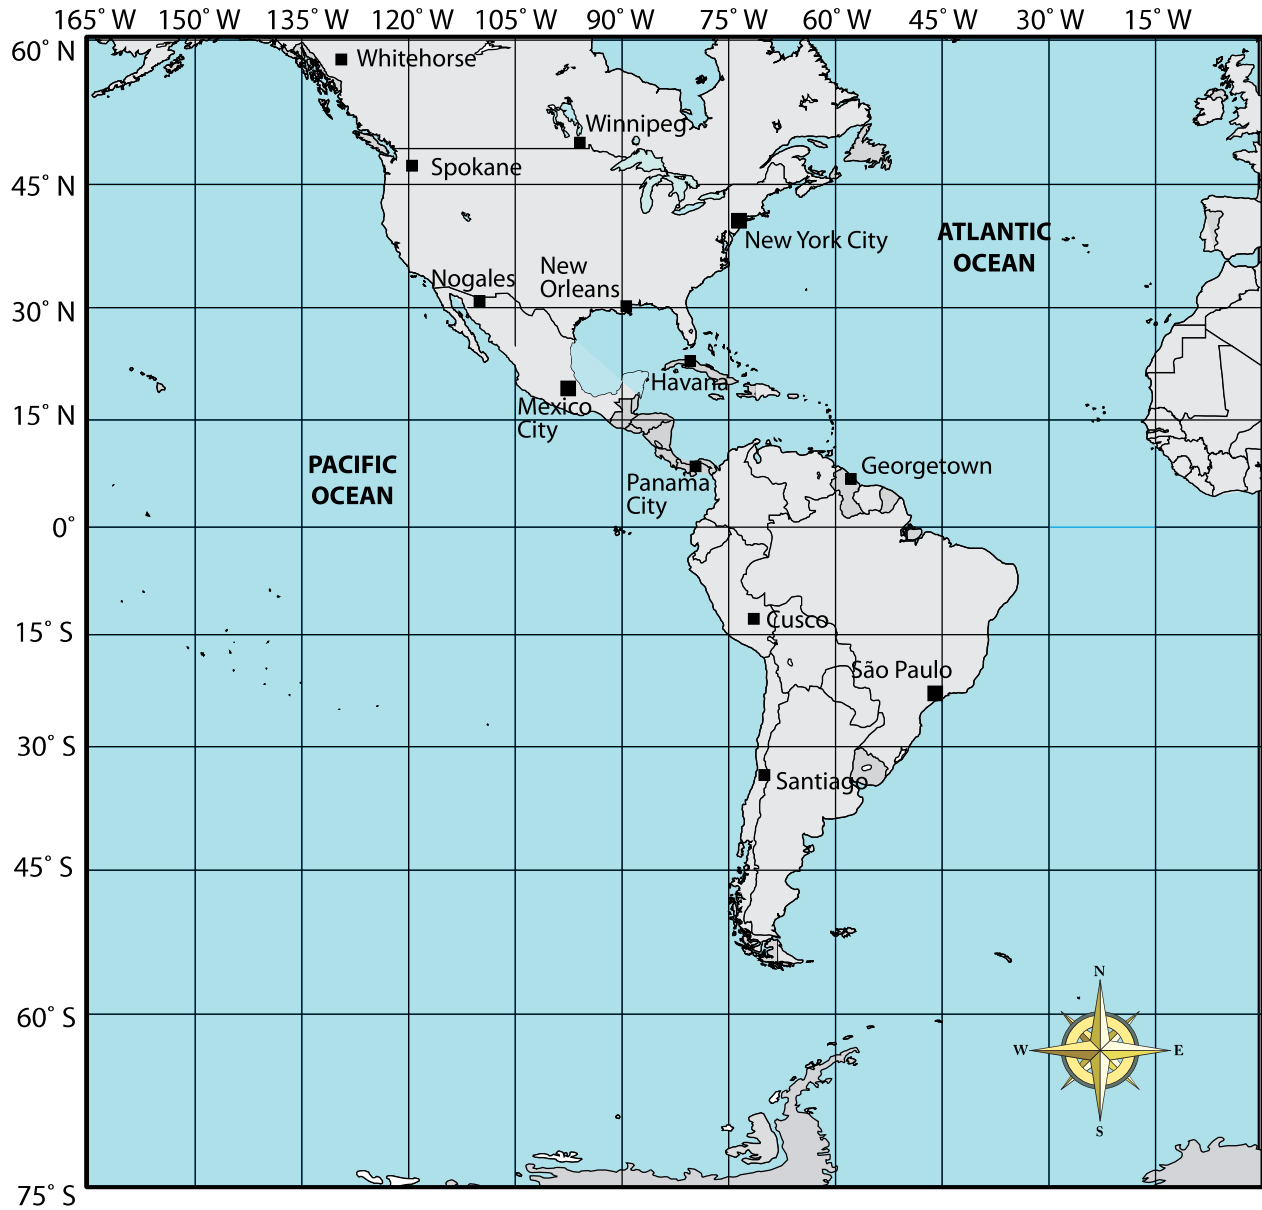 165° W 150° W 135° W 120° W 105° W 90° W 75° W 60° W 45° W 30° W 15° W
60° N
Whitehorse
Winnipeg
Spokane
45° N
New York City
ATLANTIC
OCEAN
Nogales
New
Orleans
30° N
Havana
Mexico
City
15° N
PACIFIC
OCEAN
Georgetown
Panama
City
0°
Cusco
15° S
São Paulo
30° S
Santiago
45° S
N
60° S
W
E
S
75° S